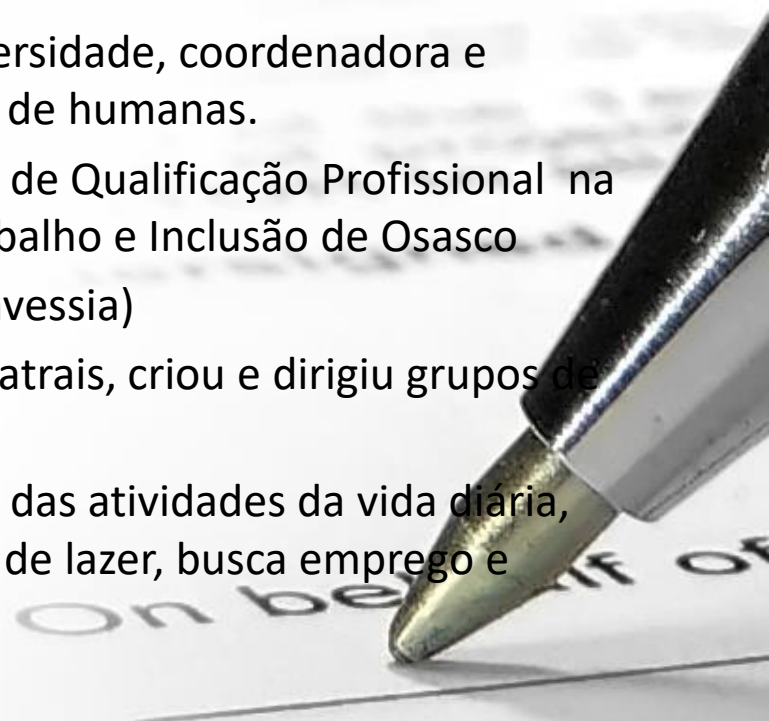 ersidade, coordenadora e
de humanas.
de Qualificação Profissional na
balho e Inclusão de Osasco
avessia)
atrais, criou e dirigiu grupos de
das atividades da vida diária,
de lazer, busca emprego e
On behalf of